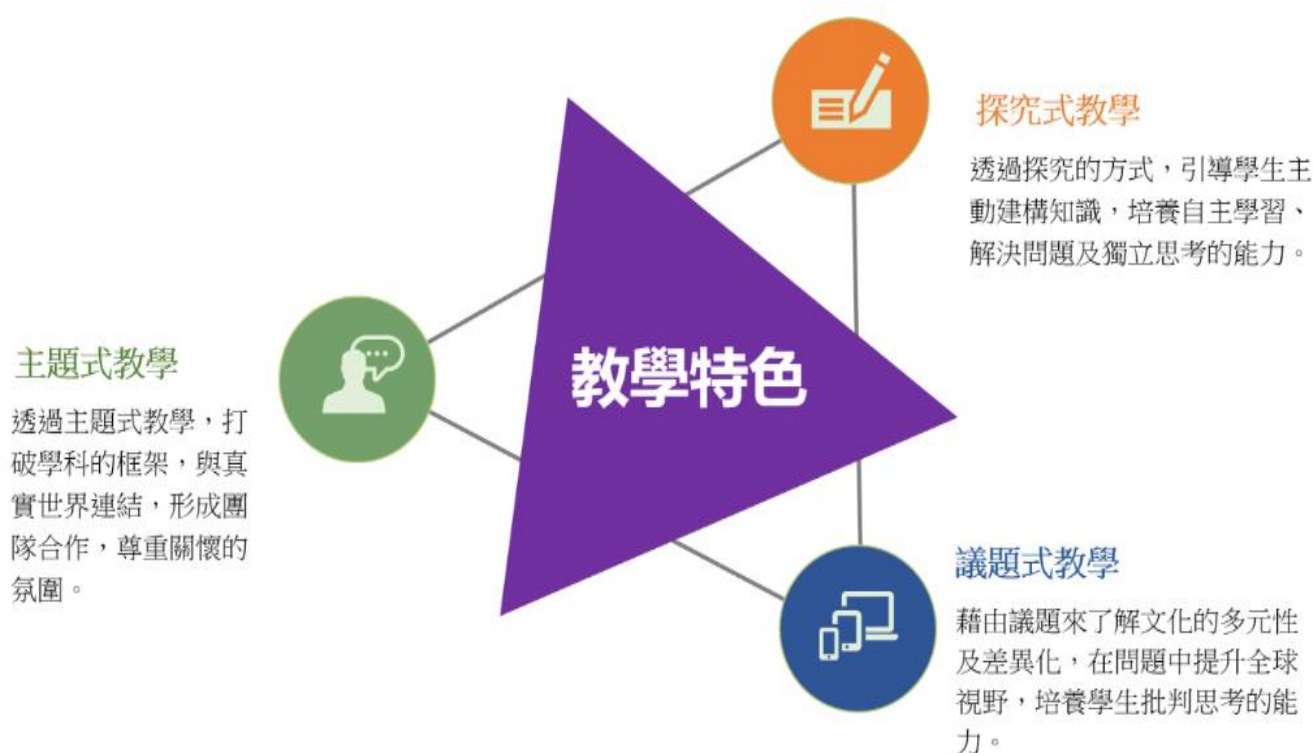 探究式教學
透過探究的方式，引導學生主
動建構知識，培養自主學習、
解決問題及獨立思考的能力。
教學特色
主題式教學
透過主題式教學，打
破學科的框架，與真
實世界連結，形成團
隊合作，尊重關懷的
氛圍。
議題式教學
藉由議題來了解文化的多元性
及差異化，在問題中提升全球
視野，培養學生批判思考的能
力。